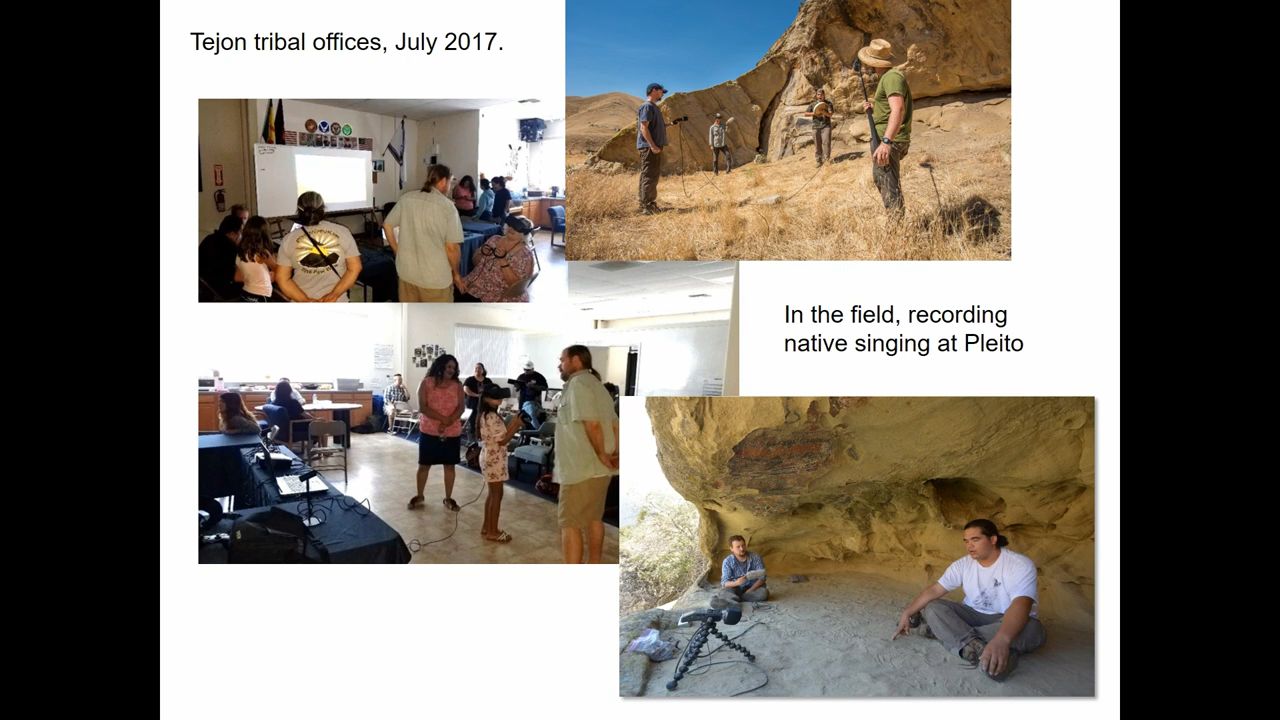 Tejon tribal offices, July 2017.
In the field, recording
native singing at Pleito